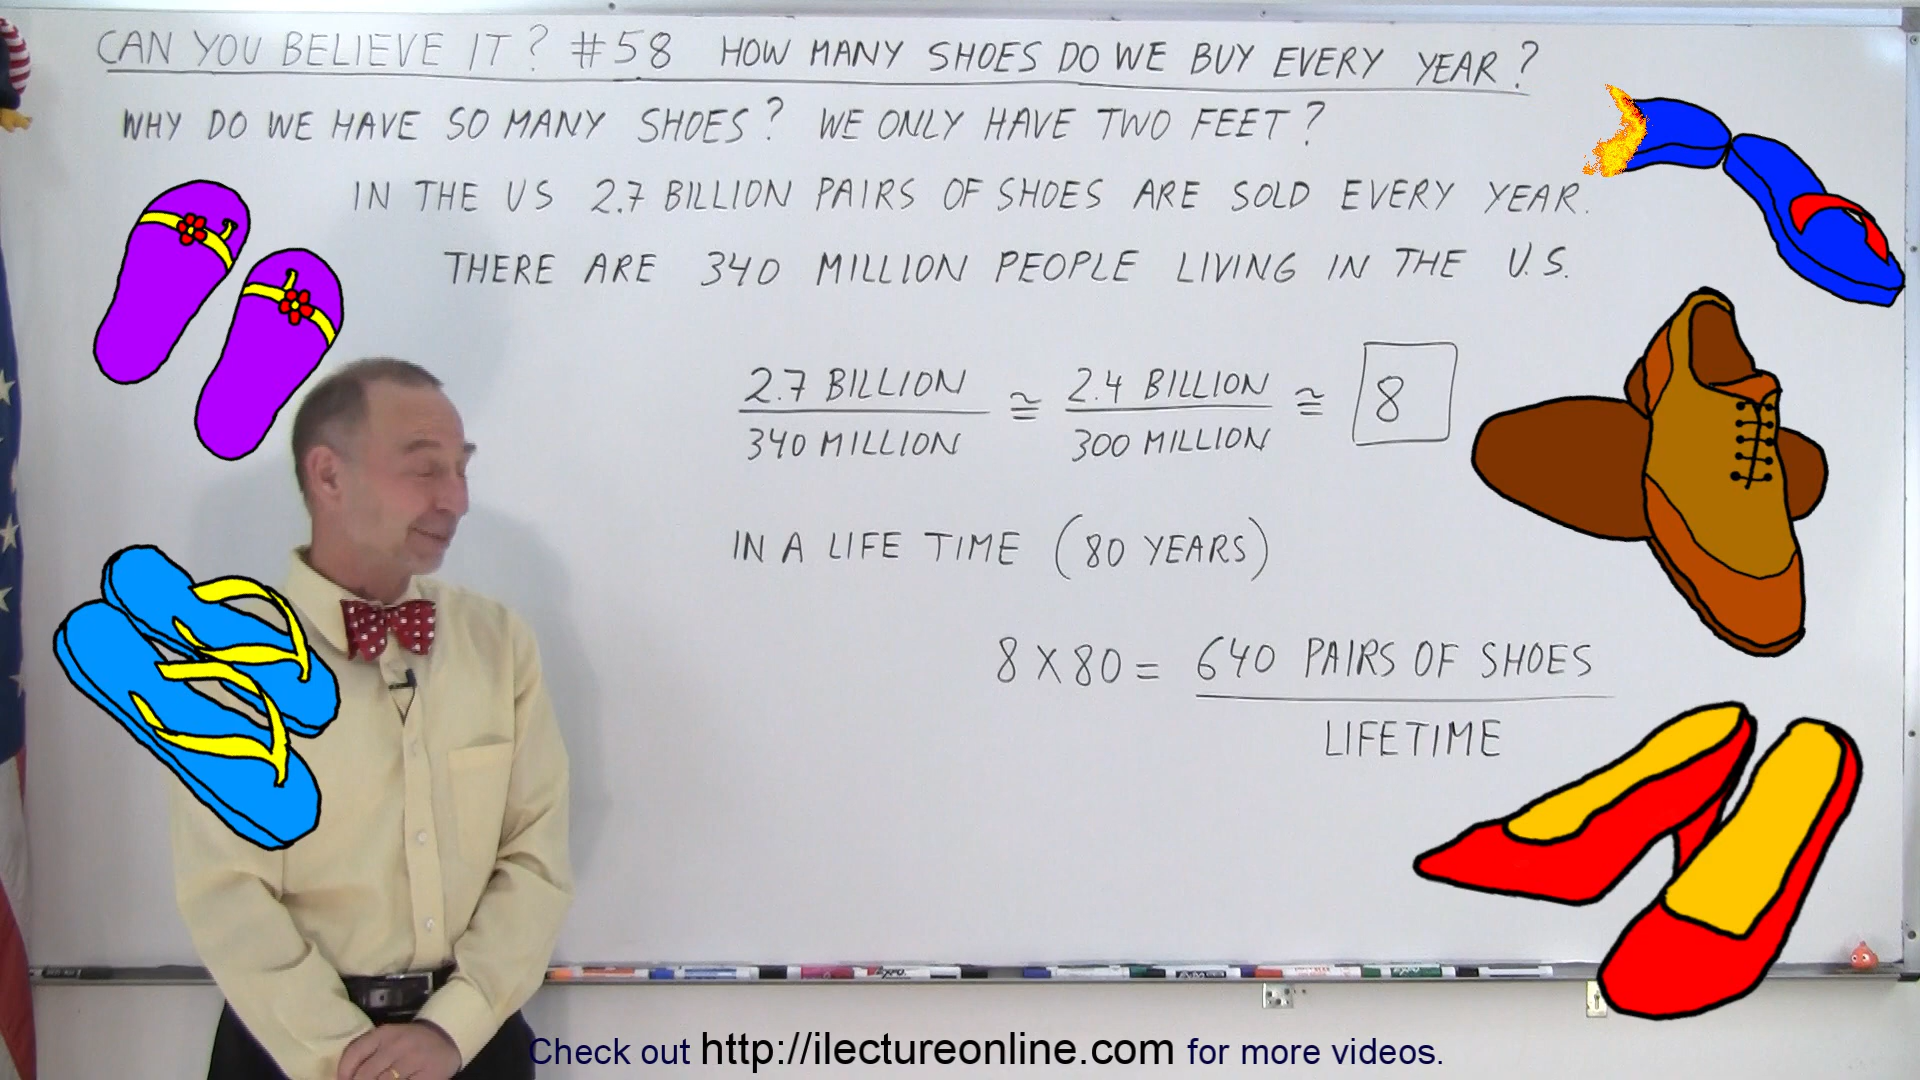 CAN YOU BELIEVE IT? #58 HOW MANY SHOES DO WE BUY EVERY YEAR?
WHY DO WE HAVE SO MANY SHOES? WE ONLY HAVE TWO FEET?
IN THE US 2.7 BILLION PAIRS OF SHOES ARE SOLD EVERY YEAR.
THERE ARE 340 MILLION PEOPLE LIVING IN THE U.S.
2.7 BILLION / 340 MILLION ≅ 2.4 BILLION / 300 MILLION ≅ 8
IN A LIFE TIME (80 YEARS)
8 X 80 = 640 PAIRS OF SHOES
LIFETIME
EXPO
Check out http://ilectureonline.com for more videos.